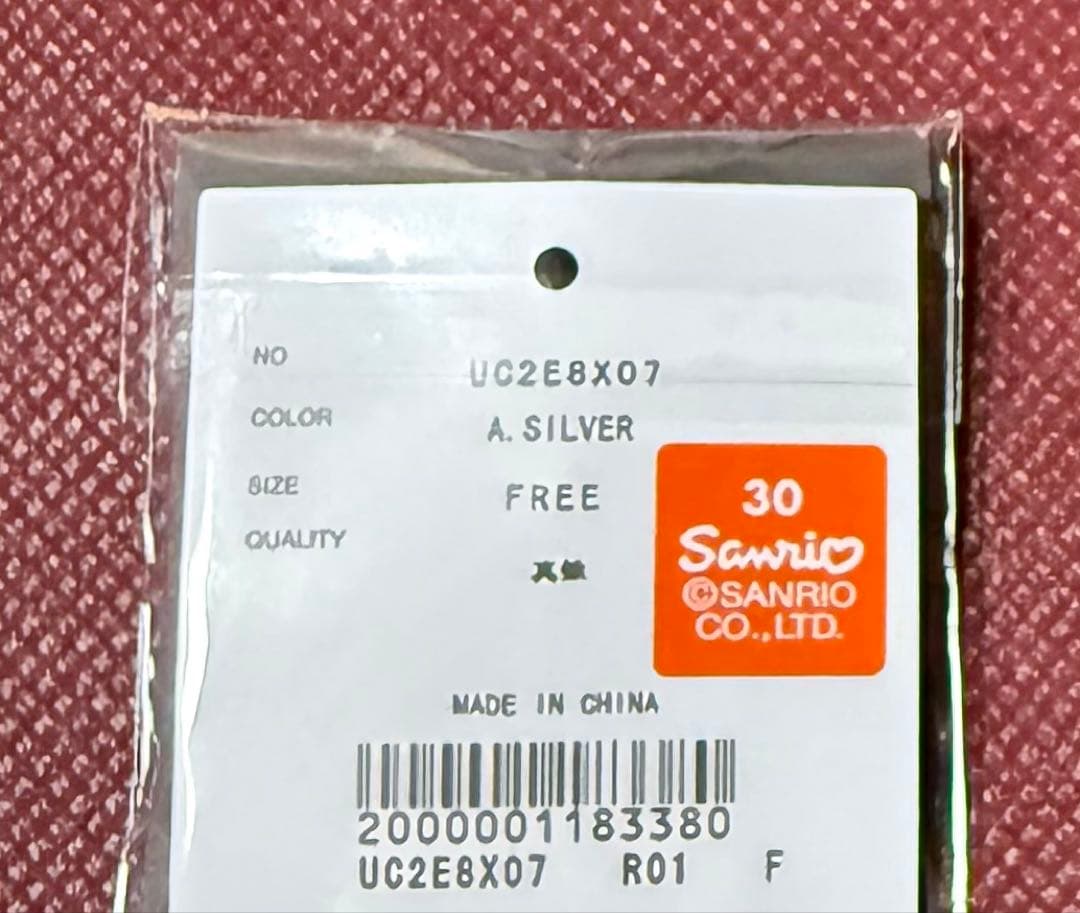 NO UC2E8X07
COLOR A.SILVER
SIZE FREE
QUALITY 真鍮
30
Sanrio
©SANRIO
CO.,LTD.
MADE IN CHINA
2000001183380
UC2E8X07 R01 F